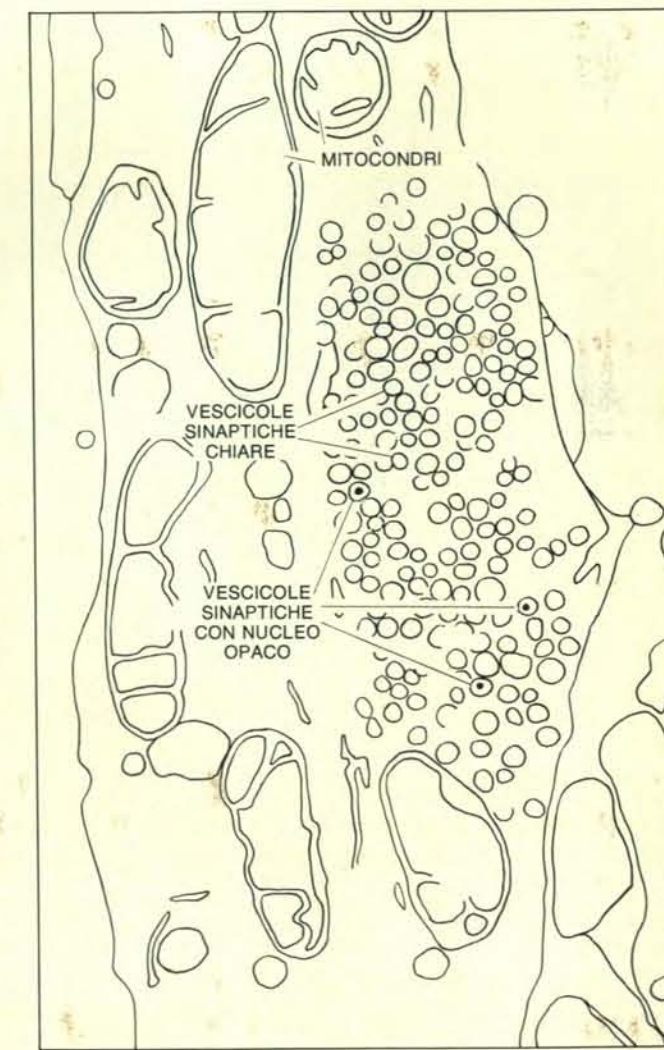 MITOCONDRI
VESCICOLE
SINAPTICHE
CHIARE
VESCICOLE
SINAPTICHE
CON NUCLEO
OPACO